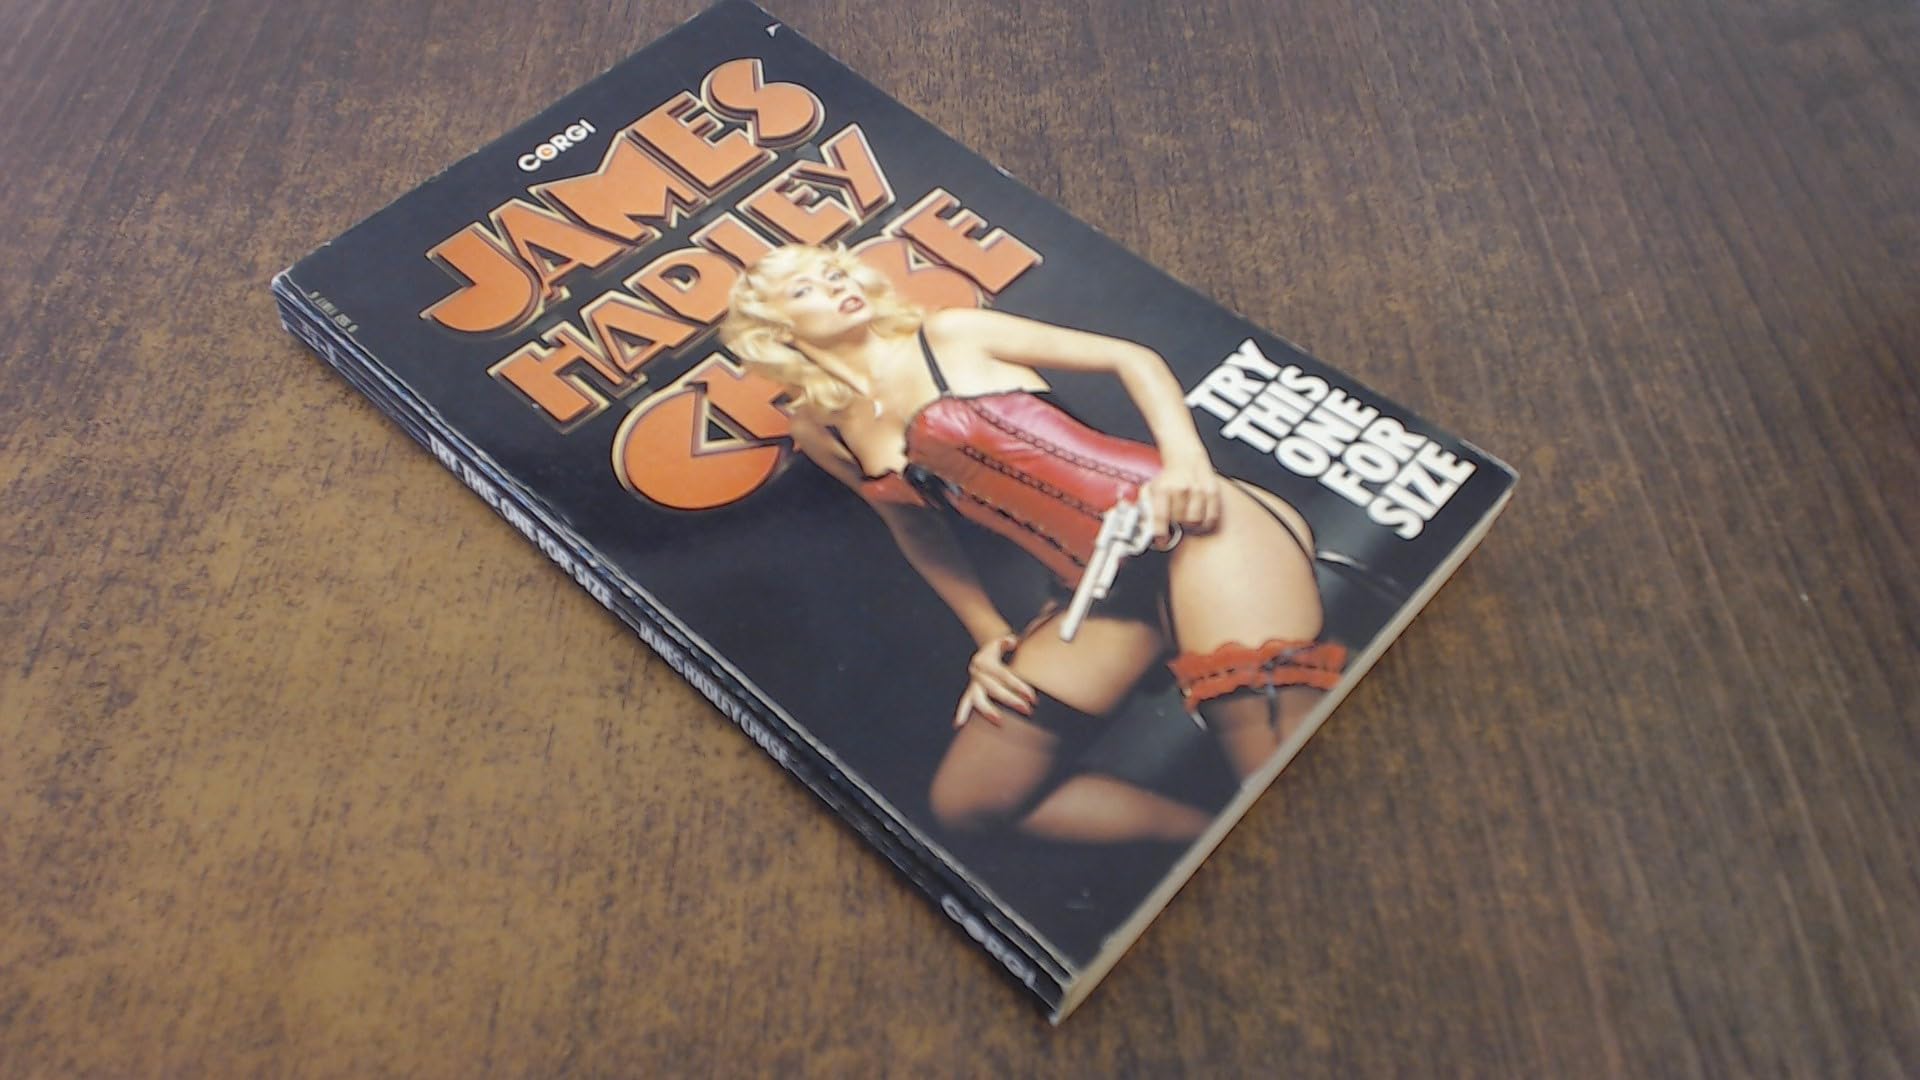 CORGI
JAMES
HADLEY
CHASE
TRY
THIS
ONE
FOR
SIZE
TRY THIS ONE FOR SIZE JAMES HADLEY CHASE CORGI